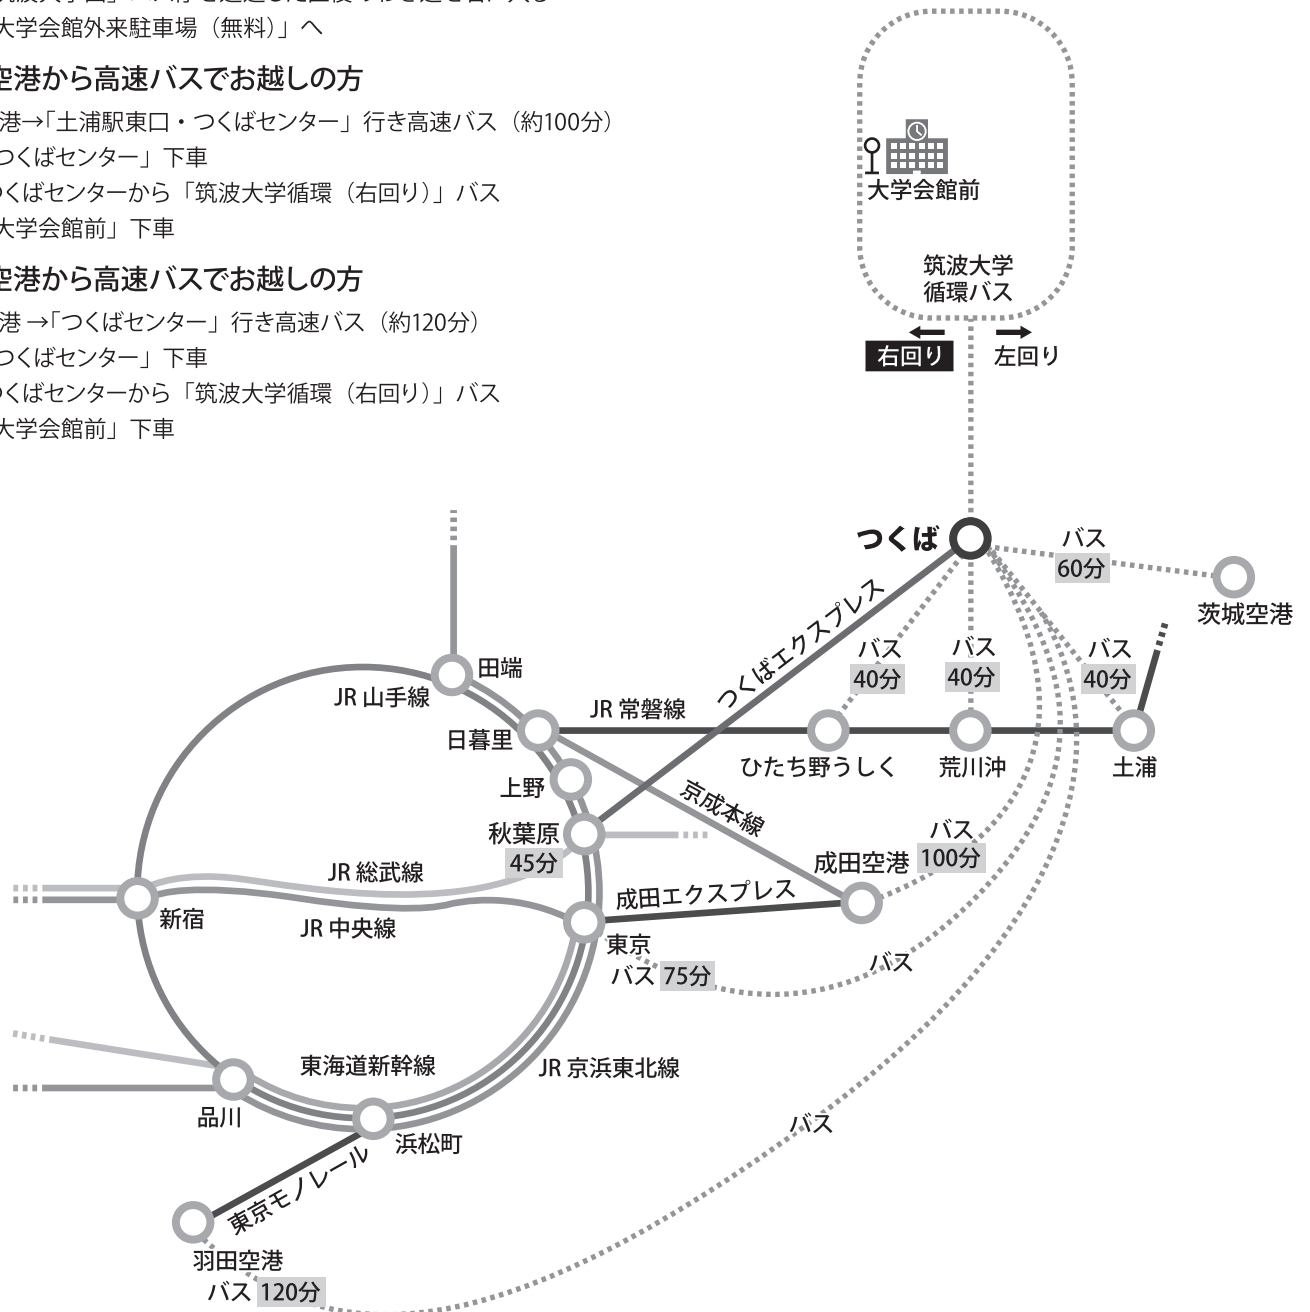 大学会館外来駐車場（無料）」へ
空港から高速バスでお越しの方
港→「土浦駅東口・つくばセンター」行き高速バス（約100分）
つくばセンター」下車
つくばセンターから「筑波大学循環（右回り）」バス
大学会館前」下車
空港から高速バスでお越しの方
港→「つくばセンター」行き高速バス（約120分）
つくばセンター」下車
つくばセンターから「筑波大学循環（右回り）」バス
大学会館前」下車
大学会館前
筑波大学
循環バス
右回り
左回り
つくば
バス
60分
茨城空港
つくばエクスプレス
バス
40分
バス
40分
バス
40分
田端
JR 山手線
日暮里
JR 常磐線
ひたち野うしく
荒川沖
土浦
上野
京成本線
秋葉原
45分
バス
100分
成田空港
JR 総武線
成田エクスプレス
新宿
JR 中央線
東京
バス 75分
バス
東海道新幹線
JR 京浜東北線
品川
浜松町
バス
東京モノレール
羽田空港
バス 120分